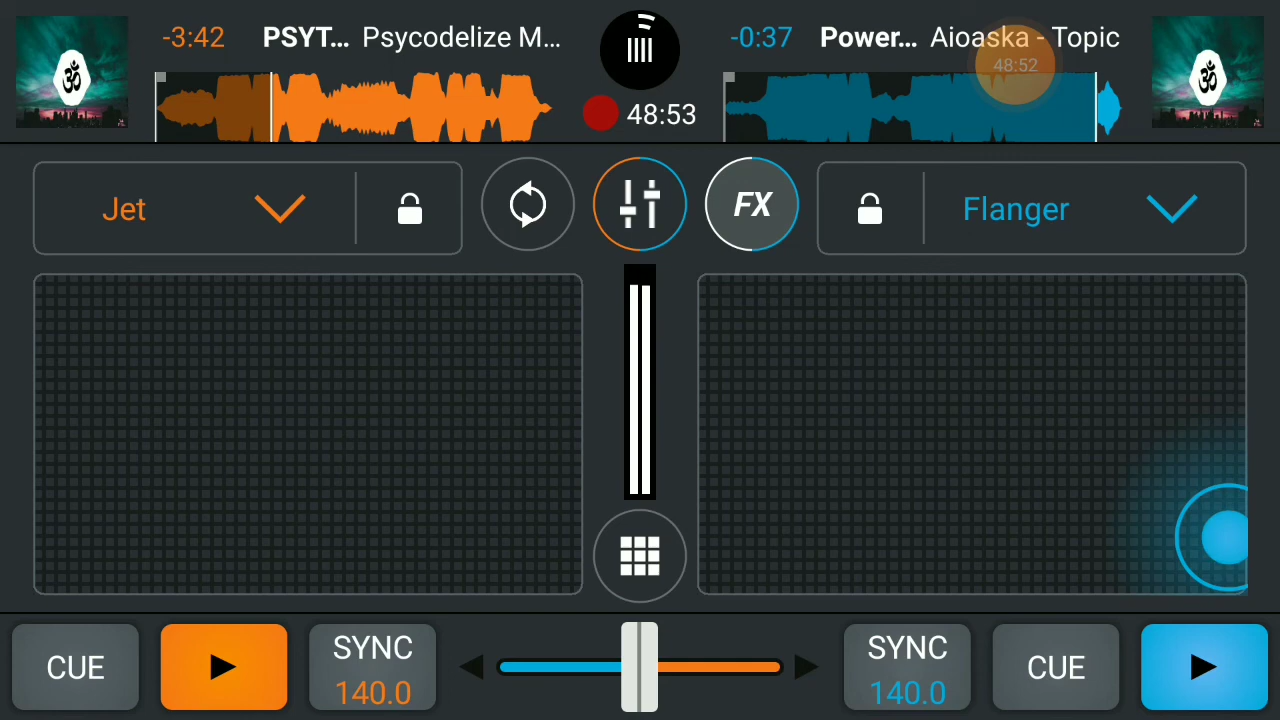 -3:42 PSYT... Psycodelize M...
-0:37 Power... Aioaska - Topic
48:52
48:53
Jet
FX
Flanger
CUE
SYNC
140.0
SYNC
140.0
CUE